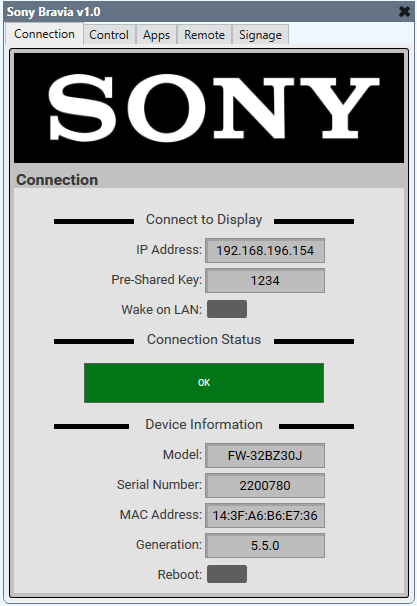 Sony Bravia v1.0
Connection Control Apps Remote Signage
SONY
Connection
Connect to Display
IP Address: 192.168.196.154
Pre-Shared Key: 1234
Wake on LAN:
Connection Status
OK
Device Information
Model: FW-32BZ30J
Serial Number: 2200780
MAC Address: 14:3F:A6:B6:E7:36
Generation: 5.5.0
Reboot: